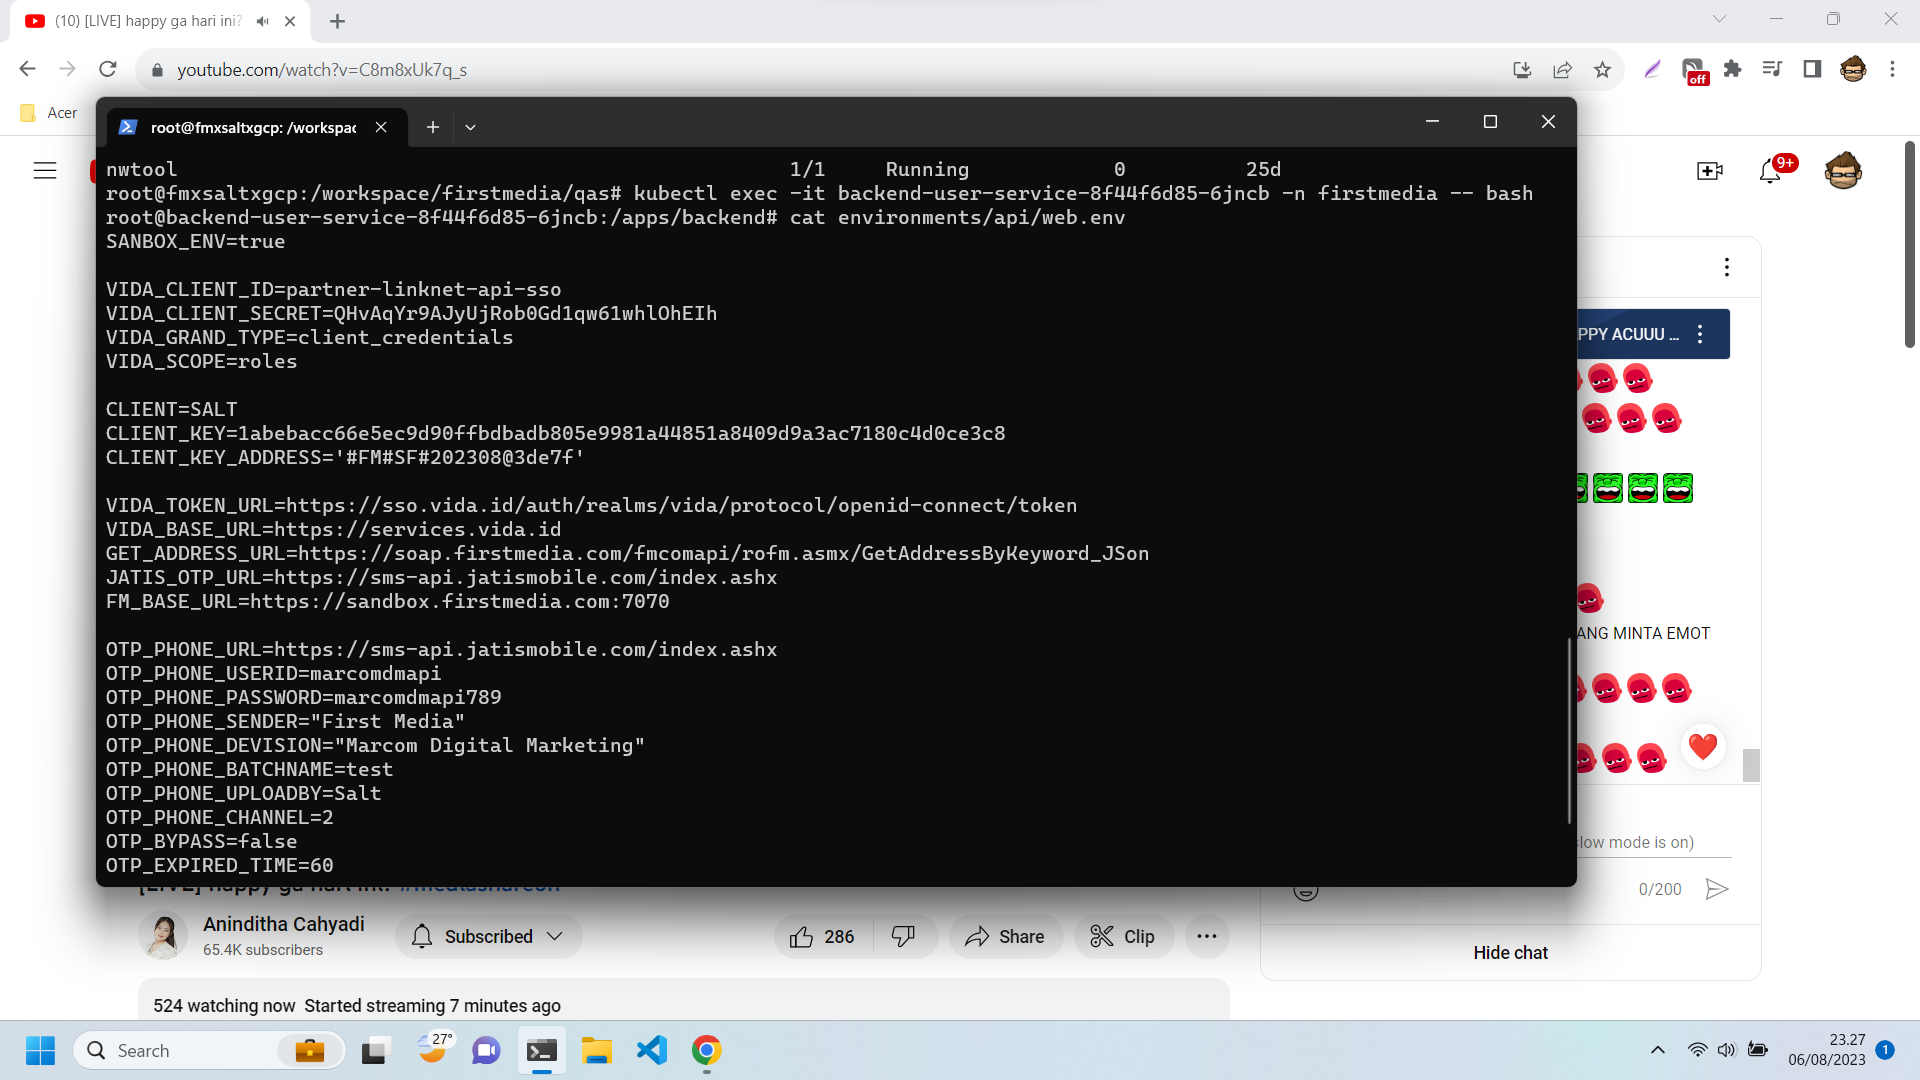 (10) [LIVE] happy ga hari ini?
youtube.com/watch?v=C8m8xUk7q_s
off
Acer
root@fmxsaltxgcp: /workspac
nwtool 1/1 Running 0 25d
root@fmxsaltxgcp:/workspace/firstmedia/qas# kubectl exec -it backend-user-service-8f44f6d85-6jncb -n firstmedia -- bash
root@backend-user-service-8f44f6d85-6jncb:/apps/backend# cat environments/api/web.env
SANBOX_ENV=true
VIDA_CLIENT_ID=partner-linknet-api-sso
VIDA_CLIENT_SECRET=QHvAqYr9AJyUjRob0Gd1qw61whlOhEIh
VIDA_GRAND_TYPE=client_credentials
VIDA_SCOPE=roles
CLIENT=SALT
CLIENT_KEY=1abebacc66e5ec9d90ffbdbadb805e9981a44851a8409d9a3ac7180c4d0ce3c8
CLIENT_KEY_ADDRESS='#FM#SF#202308@3de7f'
VIDA_TOKEN_URL=https://sso.vida.id/auth/realms/vida/protocol/openid-connect/token
VIDA_BASE_URL=https://services.vida.id
GET_ADDRESS_URL=https://soap.firstmedia.com/fmcomapi/rofm.asmx/GetAddressByKeyword_JSon
JATIS_OTP_URL=https://sms-api.jatismobile.com/index.ashx
FM_BASE_URL=https://sandbox.firstmedia.com:7070
OTP_PHONE_URL=https://sms-api.jatismobile.com/index.ashx
OTP_PHONE_USERID=marcomdmapi
OTP_PHONE_PASSWORD=marcomdmapi789
OTP_PHONE_SENDER="First Media"
OTP_PHONE_DEVISION="Marcom Digital Marketing"
OTP_PHONE_BATCHNAME=test
OTP_PHONE_UPLOADBY=Salt
OTP_PHONE_CHANNEL=2
OTP_BYPASS=false
OTP_EXPIRED_TIME=60
9+
PPY ACUUU ...
ANG MINTA EMOT
low mode is on)
0/200
Hide chat
[LIVE] happy ga hari ini? #mediashareon
Aninditha Cahyadi
65.4K subscribers
Subscribed
286
Share
Clip
524 watching now Started streaming 7 minutes ago
Search
27°
23.27
06/08/2023
1